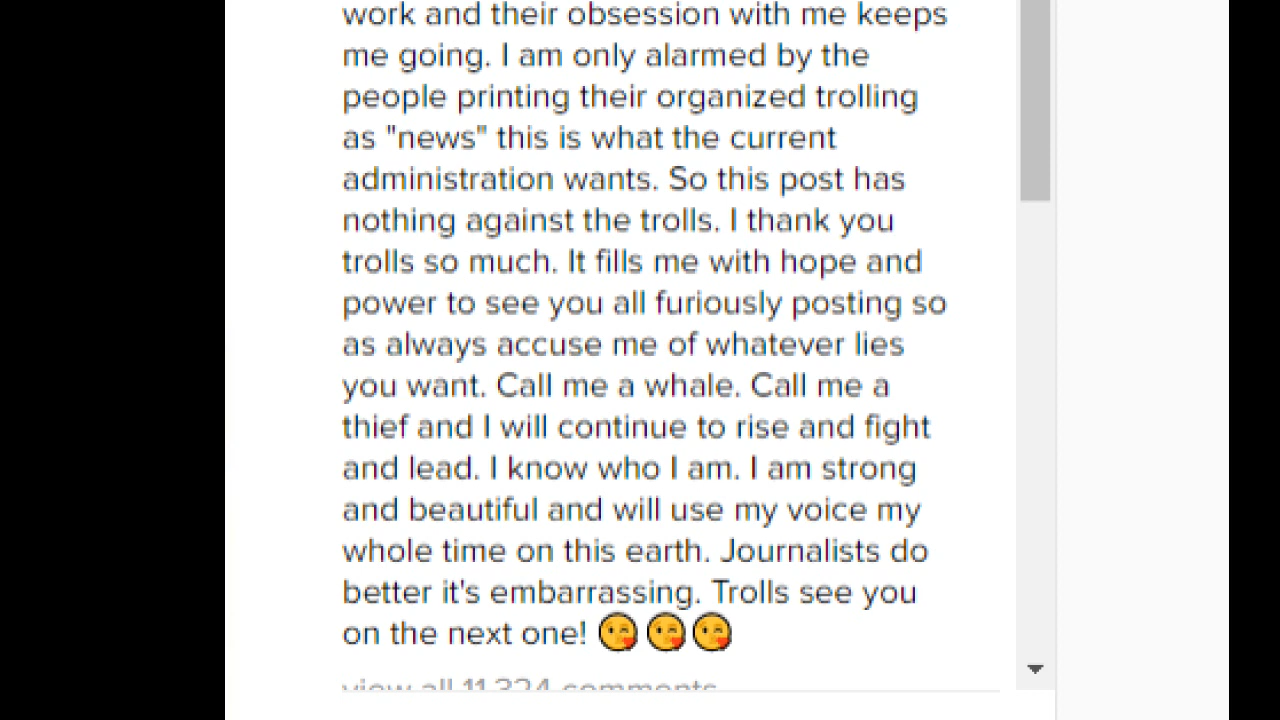 work and their obsession with me keeps
me going. I am only alarmed by the
people printing their organized trolling
as "news" this is what the current
administration wants. So this post has
nothing against the trolls. I thank you
trolls so much. It fills me with hope and
power to see you all furiously posting so
as always accuse me of whatever lies
you want. Call me a whale. Call me a
thief and I will continue to rise and fight
and lead. I know who I am. I am strong
and beautiful and will use my voice my
whole time on this earth. Journalists do
better it's embarrassing. Trolls see you
on the next one! 😘😘😘
view all 11,324 comments